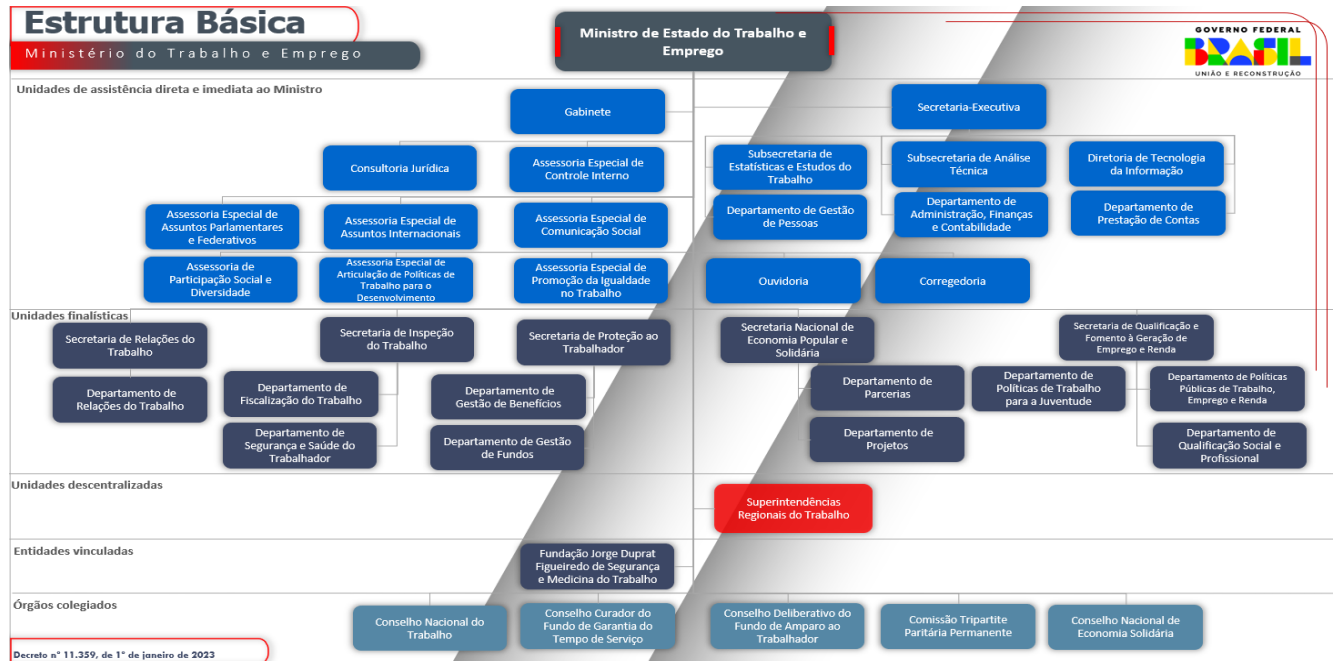 Estrutura Básica
Ministério do Trabalho e Emprego
Ministro de Estado do Trabalho e
Emprego
GOVERNO FEDERAL
BRASIL
UNIÃO E RECONSTRUÇÃO
Unidades de assistência direta e imediata ao Ministro
Gabinete
Secretaria-Executiva
Consultoria Jurídica
Assessoria Especial de
Controle Interno
Subsecretaria de
Estatísticas e Estudos do
Trabalho
Subsecretaria de Análise
Técnica
Diretoria de Tecnologia
da Informação
Assessoria Especial de
Assuntos Parlamentares
e Federativos
Assessoria Especial de
Assuntos Internacionais
Assessoria Especial de
Comunicação Social
Departamento de Gestão
de Pessoas
Departamento de
Administração, Finanças
e Contabilidade
Departamento de
Prestação de Contas
Assessoria de
Participação Social e
Diversidade
Assessoria Especial de
Articulação de Políticas de
Trabalho para o
Desenvolvimento
Assessoria Especial de
Promoção da Igualdade
no Trabalho
Ouvidoria
Corregedoria
Unidades finalísticas
Secretaria de Relações do
Trabalho
Secretaria de Inspeção
do Trabalho
Secretaria de Proteção ao
Trabalhador
Secretaria Nacional de
Economia Popular e
Solidária
Secretaria de Qualificação e
Fomento à Geração de
Emprego e Renda
Departamento de
Relações do Trabalho
Departamento de
Fiscalização do Trabalho
Departamento de
Gestão de Benefícios
Departamento de
Parcerias
Departamento de
Políticas de Trabalho
para a Juventude
Departamento de Políticas
Públicas de Trabalho,
Emprego e Renda
Departamento de
Segurança e Saúde do
Trabalhador
Departamento de Gestão
de Fundos
Departamento de
Projetos
Departamento de
Qualificação Social e
Profissional
Unidades descentralizadas
Superintendências
Regionais do Trabalho
Entidades vinculadas
Fundação Jorge Duprat
Figueiredo de Segurança
e Medicina do Trabalho
Órgãos colegiados
Conselho Nacional do
Trabalho
Conselho Curador do
Fundo de Garantia do
Tempo de Serviço
Conselho Deliberativo do
Fundo de Amparo ao
Trabalhador
Comissão Tripartite
Paritária Permanente
Conselho Nacional de
Economia Solidária
Decreto nº 11.359, de 1º de janeiro de 2023